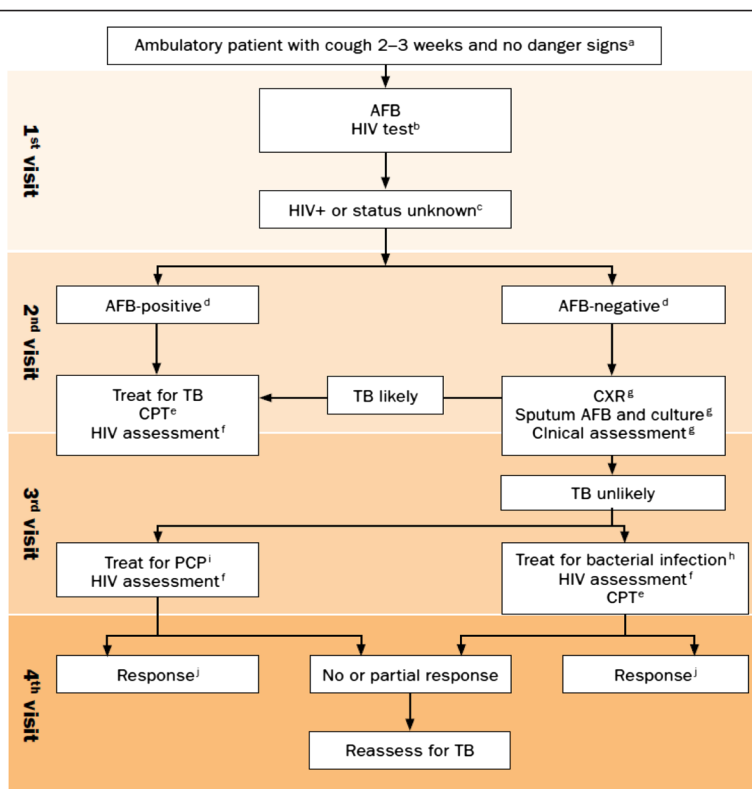 Ambulatory patient with cough 2–3 weeks and no danger signsᵃ
1ˢᵗ visit
AFB
HIV testᵇ
HIV+ or status unknownᶜ
2ⁿᵈ visit
AFB-positiveᵈ
AFB-negativeᵈ
Treat for TB
CPTᵉ
HIV assessmentᶠ
TB likely
CXRᵍ
Sputum AFB and cultureᵍ
Clnical assessmentᵍ
3ʳᵈ visit
TB unlikely
Treat for PCPⁱ
HIV assessmentᶠ
Treat for bacterial infectionʰ
HIV assessmentᶠ
CPTᵉ
4ᵗʰ visit
Responseʲ
No or partial response
Responseʲ
Reassess for TB